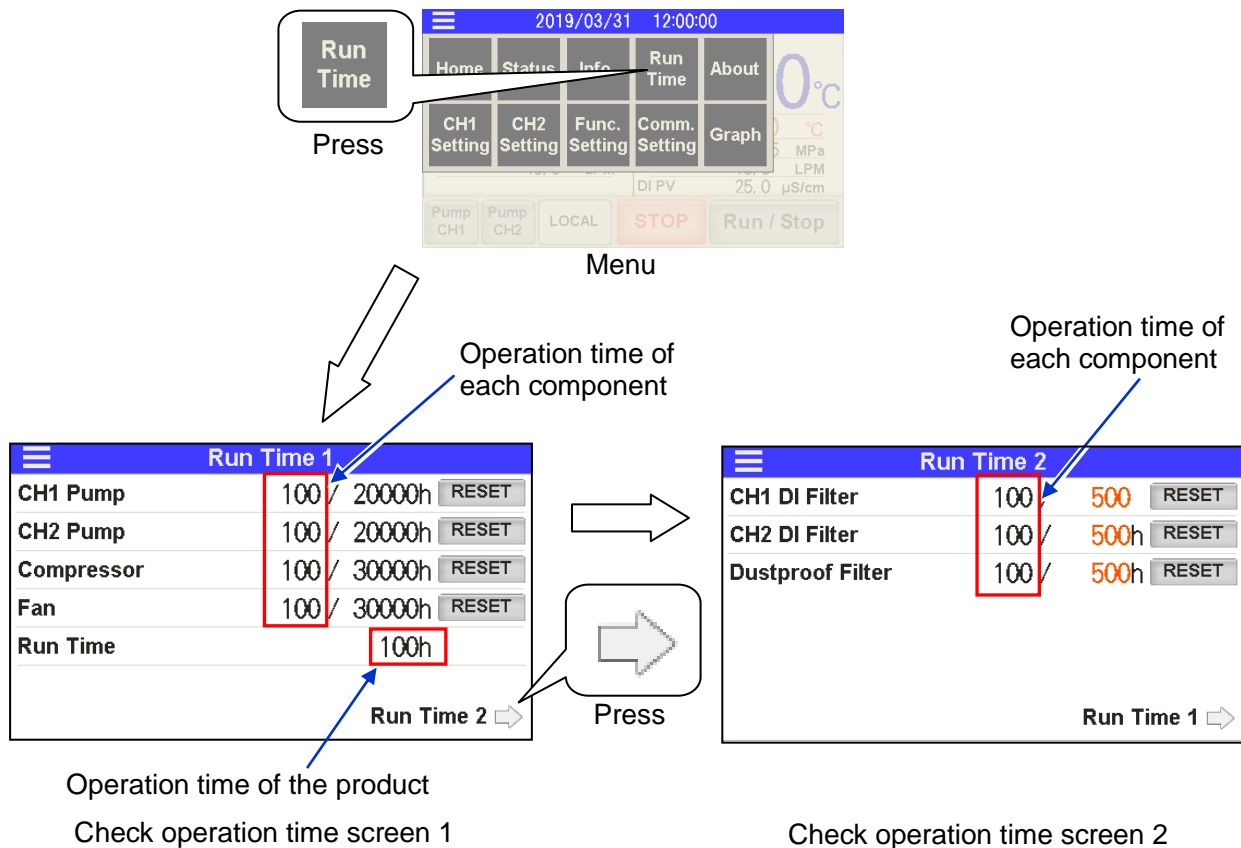 Run
Time
Press
2019/03/31 12:00:00
Home Status Info Run Time About
CH1 Setting CH2 Setting Func. Setting Comm. Setting Graph
0 °C
°C
5 MPa
LPM
DI PV 25.0 µS/cm
Pump CH1 Pump CH2 LOCAL STOP Run / Stop
Menu
Operation time of
each component
Operation time of
each component
Run Time 1
CH1 Pump 100 / 20000h RESET
CH2 Pump 100 / 20000h RESET
Compressor 100 / 30000h RESET
Fan 100 / 30000h RESET
Run Time 100h
Run Time 2
Press
Run Time 2
CH1 DI Filter 100 / 500 RESET
CH2 DI Filter 100 / 500h RESET
Dustproof Filter 100 / 500h RESET
Run Time 1
Operation time of the product
Check operation time screen 1
Check operation time screen 2